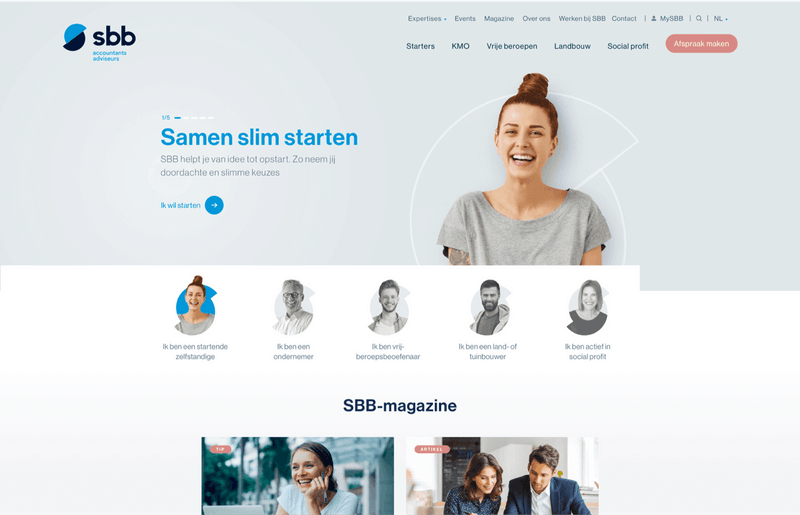 Expertises Events Magazine Over ons Werken bij SBB Contact | MySBB | | NL
sbb
accountants
adviseurs
Starters KMO Vrije beroepen Landbouw Social profit Afspraak maken
1/5
Samen slim starten
SBB helpt je van idee tot opstart. Zo neem jij
doordachte en slimme keuzes
Ik wil starten
Ik ben een startende
zelfstandige
Ik ben een
ondernemer
Ik ben vrij-
beroepsbeoefenaar
Ik ben een land- of
tuinbouwer
Ik ben actief in
social profit
SBB-magazine
TIP
ARTIKEL